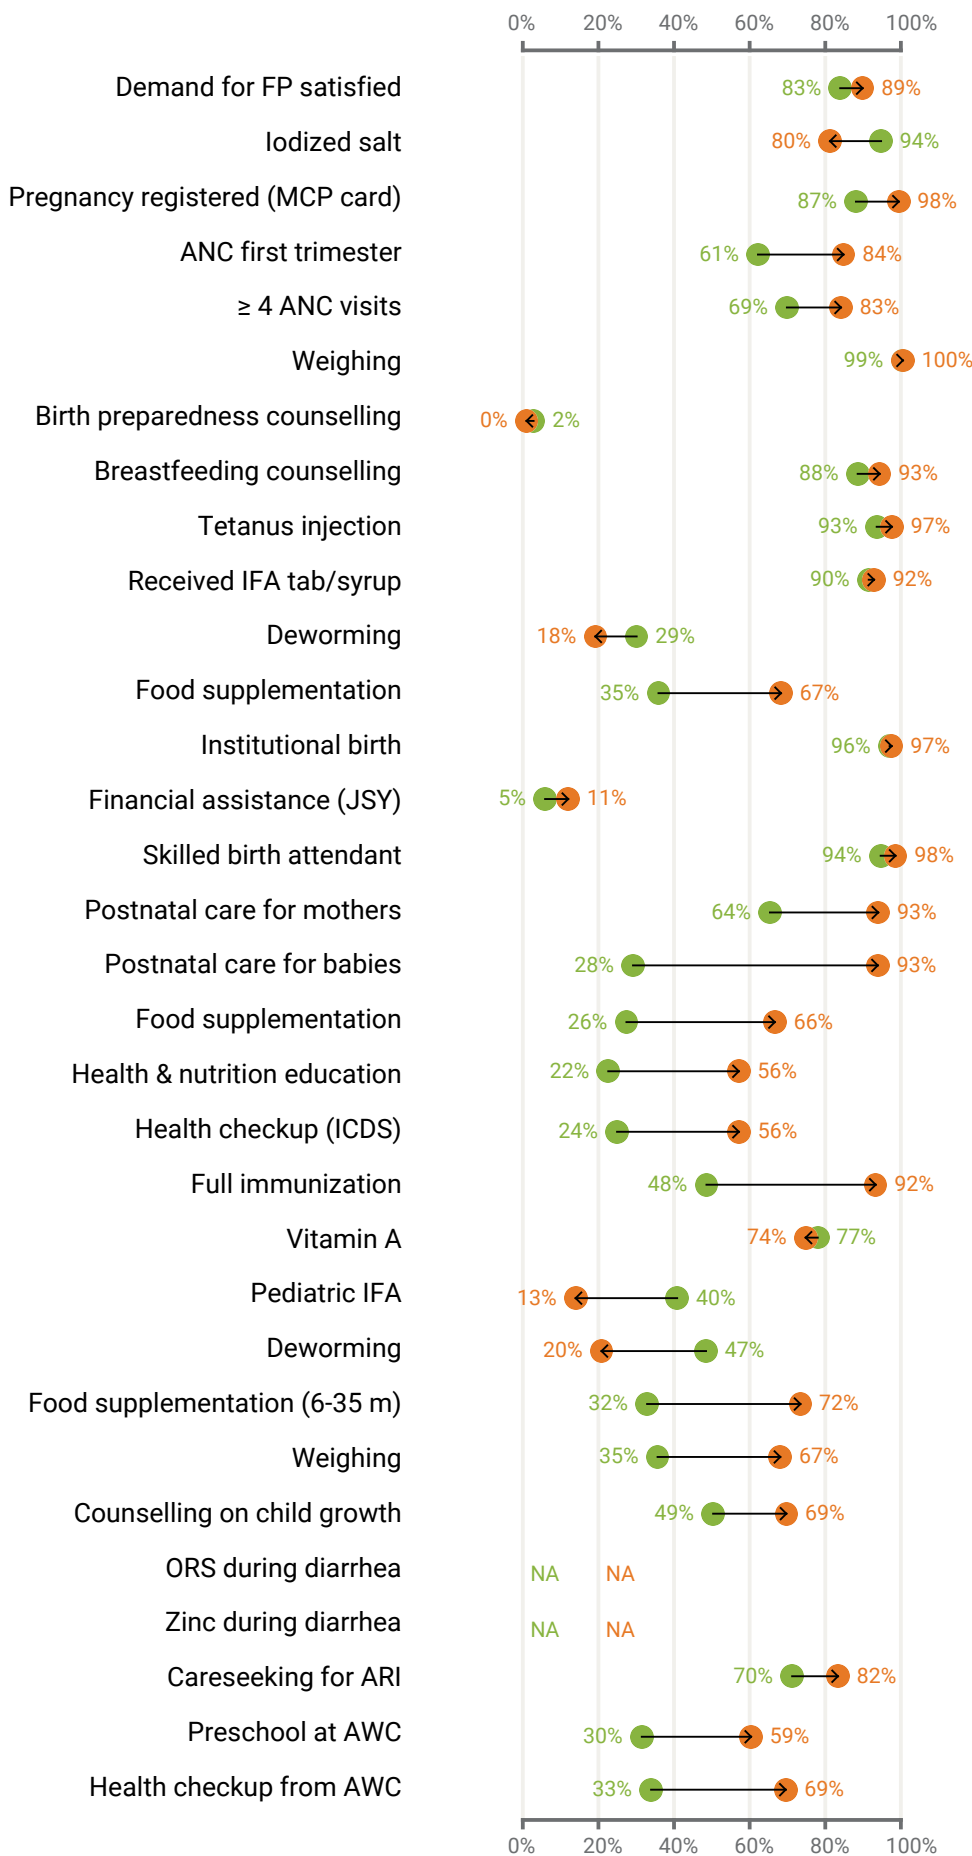 0% 20% 40% 60% 80% 100%
Demand for FP satisfied 83% 89%
Iodized salt 80% 94%
Pregnancy registered (MCP card) 87% 98%
ANC first trimester 61% 84%
≥ 4 ANC visits 69% 83%
Weighing 99% 100%
Birth preparedness counselling 0% 2%
Breastfeeding counselling 88% 93%
Tetanus injection 93% 97%
Received IFA tab/syrup 90% 92%
Deworming 18% 29%
Food supplementation 35% 67%
Institutional birth 96% 97%
Financial assistance (JSY) 5% 11%
Skilled birth attendant 94% 98%
Postnatal care for mothers 64% 93%
Postnatal care for babies 28% 93%
Food supplementation 26% 66%
Health & nutrition education 22% 56%
Health checkup (ICDS) 24% 56%
Full immunization 48% 92%
Vitamin A 74% 77%
Pediatric IFA 13% 40%
Deworming 20% 47%
Food supplementation (6-35 m) 32% 72%
Weighing 35% 67%
Counselling on child growth 49% 69%
ORS during diarrhea NA NA
Zinc during diarrhea NA NA
Careseeking for ARI 70% 82%
Preschool at AWC 30% 59%
Health checkup from AWC 33% 69%
0% 20% 40% 60% 80% 100%